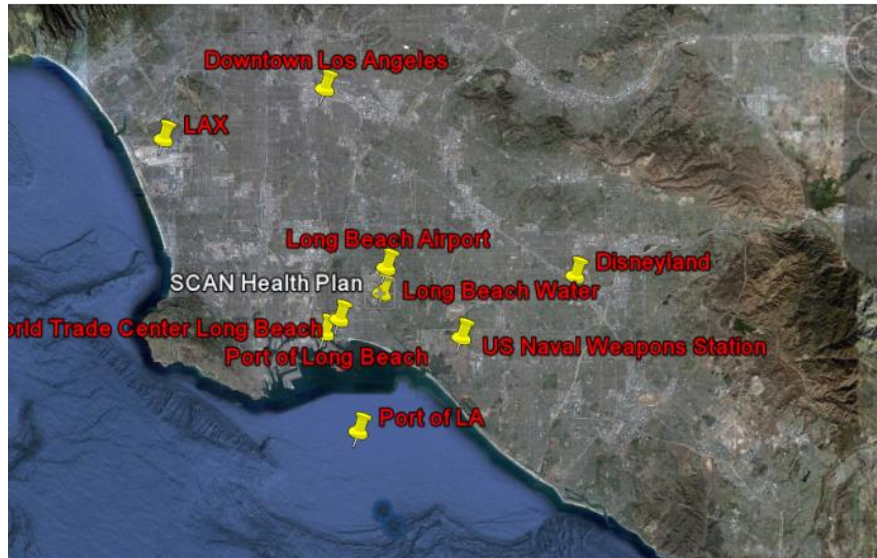 Downtown Los Angeles
LAX
Long Beach Airport
Disneyland
SCAN Health Plan
Long Beach Water
orld Trade Center Long Beach
US Naval Weapons Station
Port of Long Beach
Port of LA